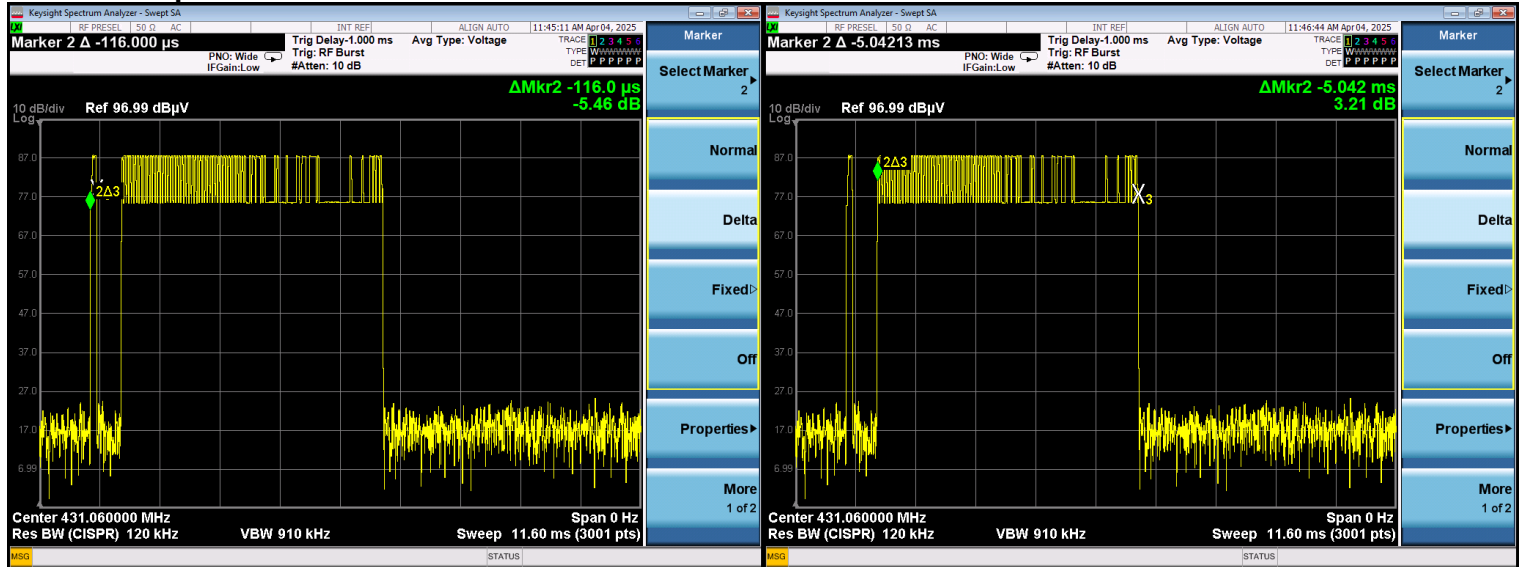 Keysight Spectrum Analyzer - Swept SA
LXI RF PRESEL 50 Ω AC INT REF ALIGN AUTO 11:45:11 AM Apr 04, 2025
Marker 2 Δ -116.000 µs
PNO: Wide
IFGain:Low
Trig Delay-1.000 ms
Trig: RF Burst
#Atten: 10 dB
Avg Type: Voltage
TRACE 1 2 3 4 5 6
TYPE W
DET P P P P P P
ΔMkr2 -116.0 µs
-5.46 dB
10 dB/div Ref 96.99 dBµV
Log
87.0
77.0
67.0
57.0
47.0
37.0
27.0
17.0
6.99
2Δ3
Center 431.060000 MHz Span 0 Hz
Res BW (CISPR) 120 kHz VBW 910 kHz Sweep 11.60 ms (3001 pts)
MSG STATUS
Marker
Select Marker
2
Normal
Delta
Fixed
Off
Properties
More
1 of 2
Keysight Spectrum Analyzer - Swept SA
LXI RF PRESEL 50 Ω AC INT REF ALIGN AUTO 11:46:44 AM Apr 04, 2025
Marker 2 Δ -5.04213 ms
PNO: Wide
IFGain:Low
Trig Delay-1.000 ms
Trig: RF Burst
#Atten: 10 dB
Avg Type: Voltage
TRACE 1 2 3 4 5 6
TYPE W
DET P P P P P P
ΔMkr2 -5.042 ms
3.21 dB
10 dB/div Ref 96.99 dBµV
Log
87.0
77.0
67.0
57.0
47.0
37.0
27.0
17.0
6.99
2Δ3
X3
Center 431.060000 MHz Span 0 Hz
Res BW (CISPR) 120 kHz VBW 910 kHz Sweep 11.60 ms (3001 pts)
MSG STATUS
Marker
Select Marker
2
Normal
Delta
Fixed
Off
Properties
More
1 of 2